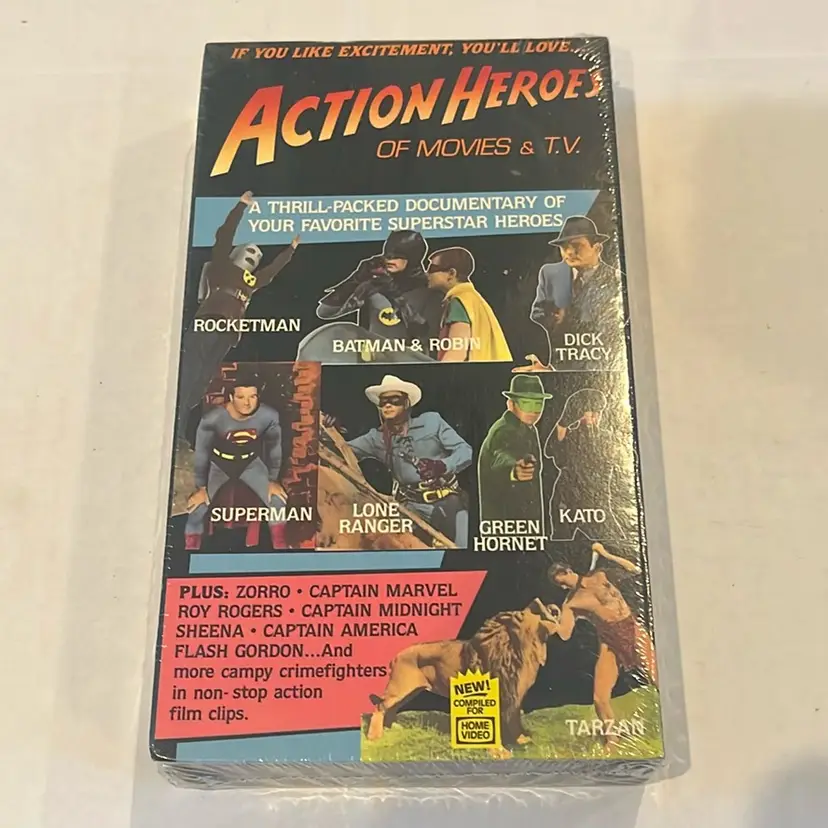 IF YOU LIKE EXCITEMENT, YOU'LL LOVE...
ACTION HEROES
OF MOVIES & T.V.
A THRILL-PACKED DOCUMENTARY OF
YOUR FAVORITE SUPERSTAR HEROES
ROCKETMAN
BATMAN & ROBIN
DICK
TRACY
SUPERMAN
LONE
RANGER
GREEN
HORNET
KATO
PLUS: ZORRO • CAPTAIN MARVEL
ROY ROGERS • CAPTAIN MIDNIGHT
SHEENA • CAPTAIN AMERICA
FLASH GORDON...And
more campy crimefighters
in non-stop action
film clips.
NEW!
COMPILED
FOR
HOME
VIDEO
TARZAN